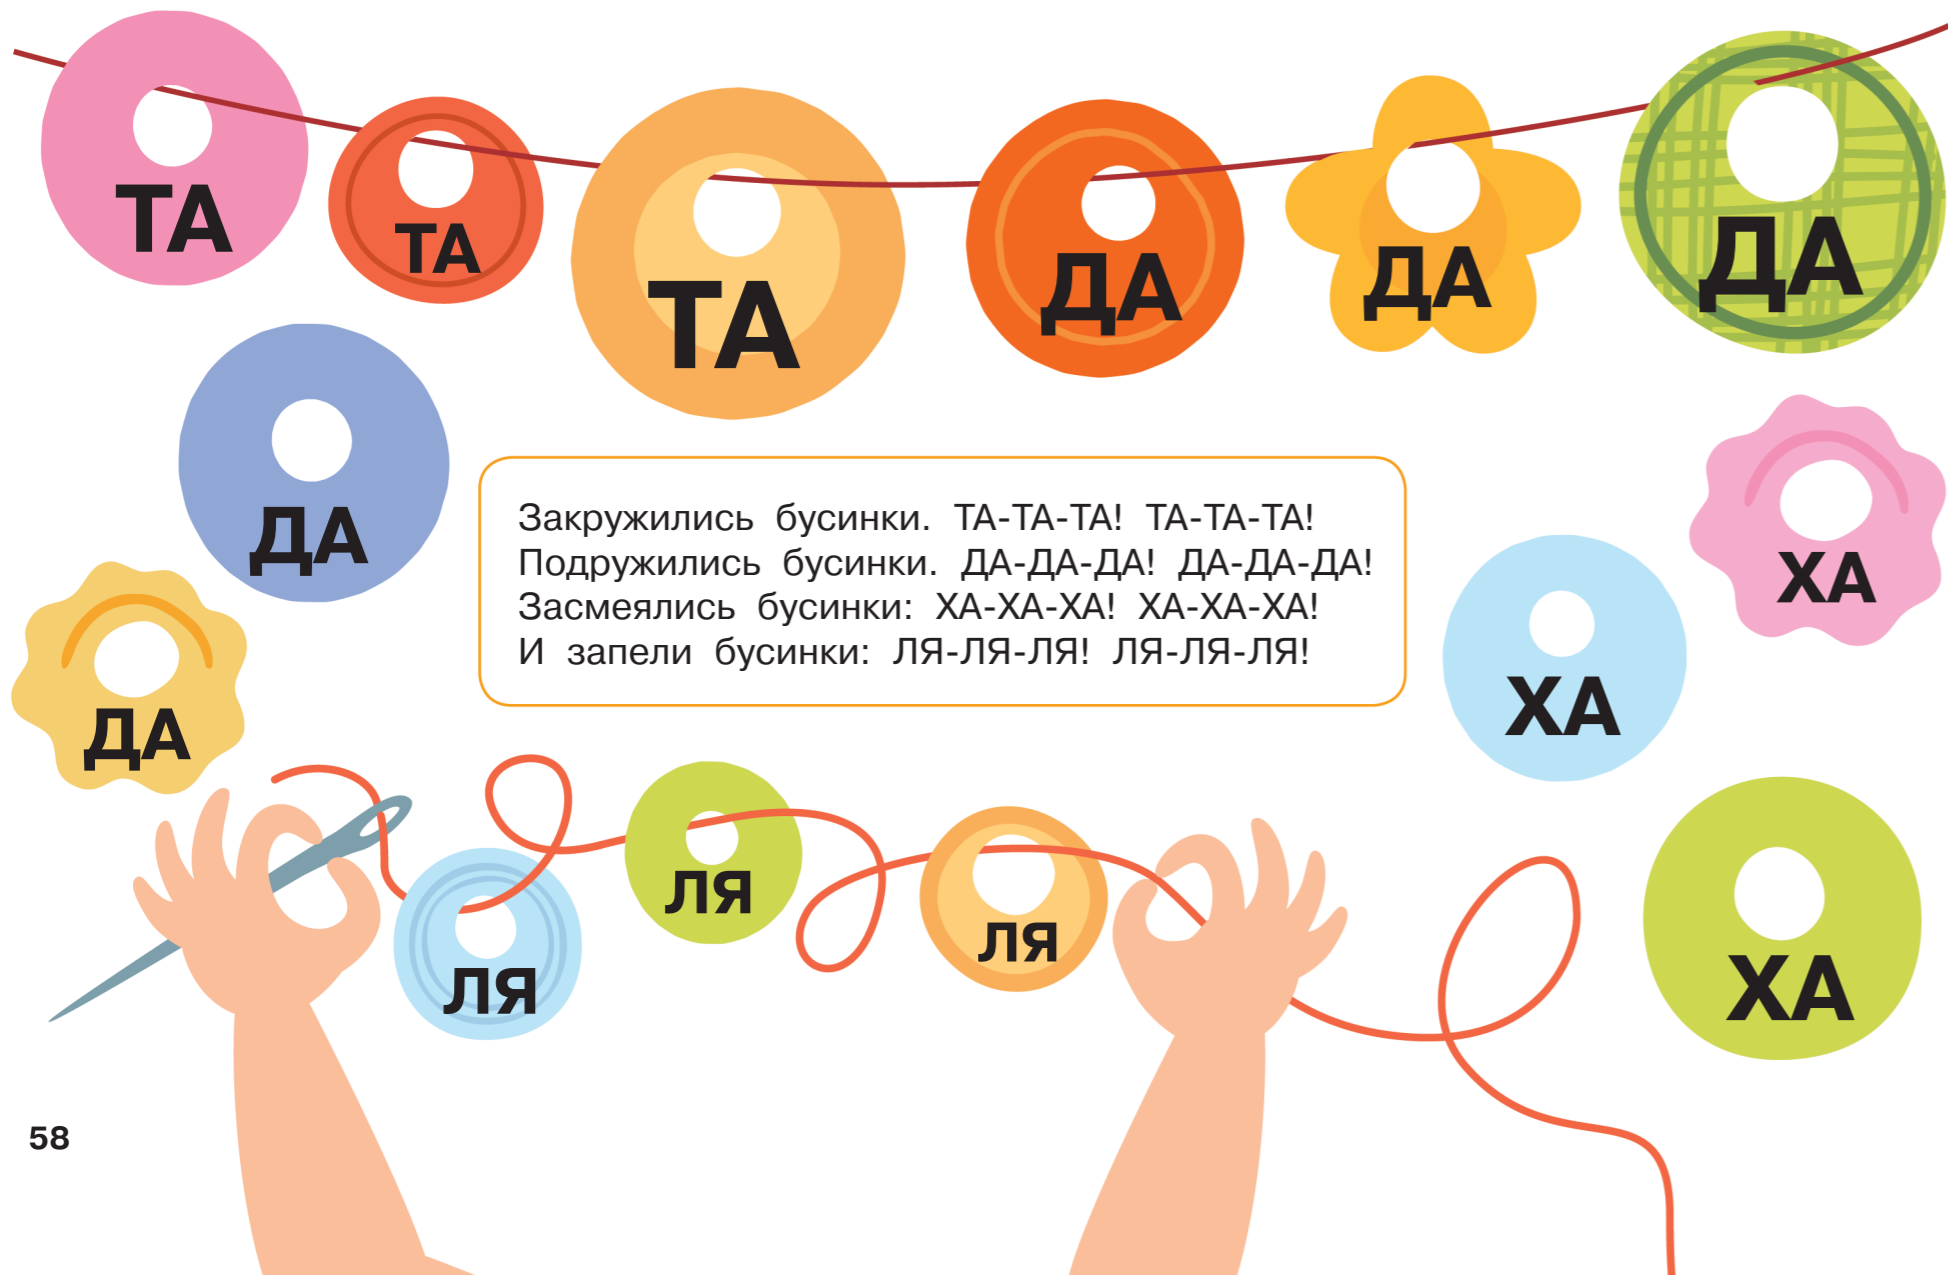 ТА
ТА
ТА
ДА
ДА
ДА
ДА
ДА
Закружились бусинки. ТА-ТА-ТА! ТА-ТА-ТА!
Подружились бусинки. ДА-ДА-ДА! ДА-ДА-ДА!
Засмеялись бусинки: ХА-ХА-ХА! ХА-ХА-ХА!
И запели бусинки: ЛЯ-ЛЯ-ЛЯ! ЛЯ-ЛЯ-ЛЯ!
ХА
ХА
ХА
ЛЯ
ЛЯ
ЛЯ
58